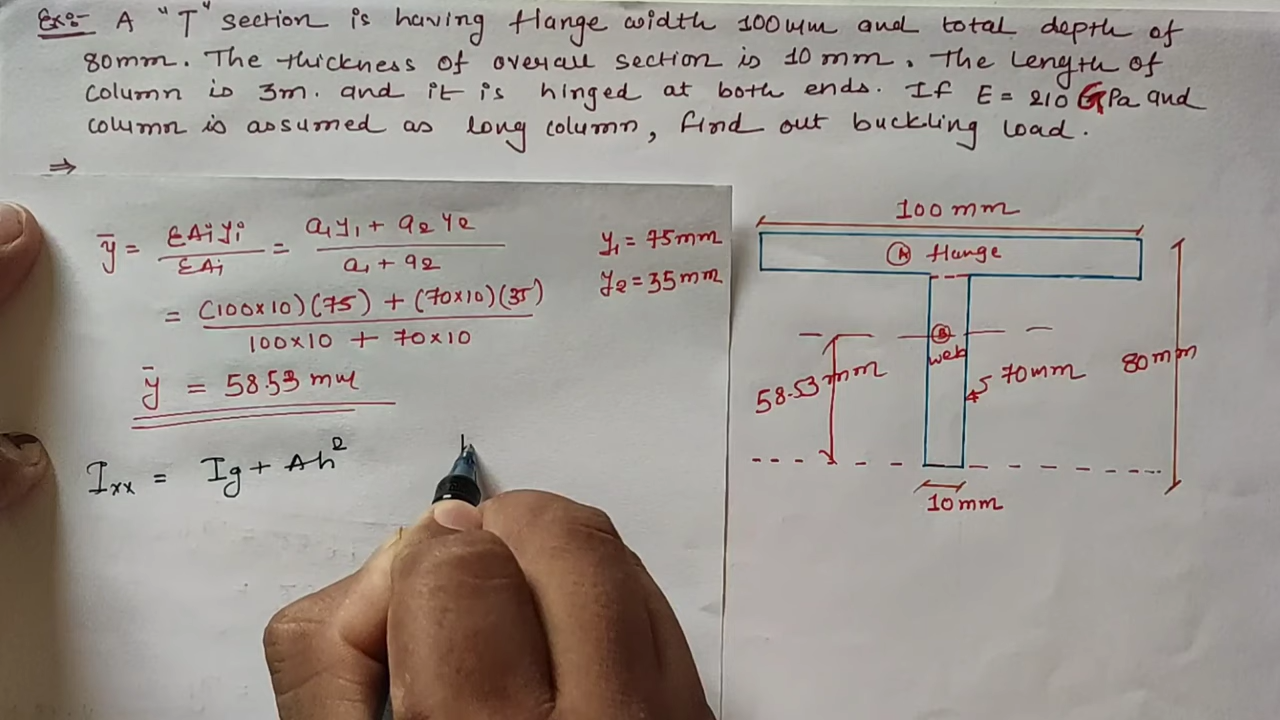 Ex:- A "T" section is having flange width 100mm and total depth of
80mm. The thickness of overall section is 10mm. The length of
column is 3m. and it is hinged at both ends. If E = 210 GPa and
column is assumed as long column, find out buckling load.
⇒
ȳ = ΣAiyi / ΣAi = a1y1 + a2y2 / a1 + a2
y1 = 75mm
y2 = 35mm
= (100×10)(75) + (70×10)(35) / 100×10 + 70×10
ȳ = 58.53 mm
Ixx = Ig + Ah²
100mm
A flange
B
web
58.53mm
70mm
80mm
10mm